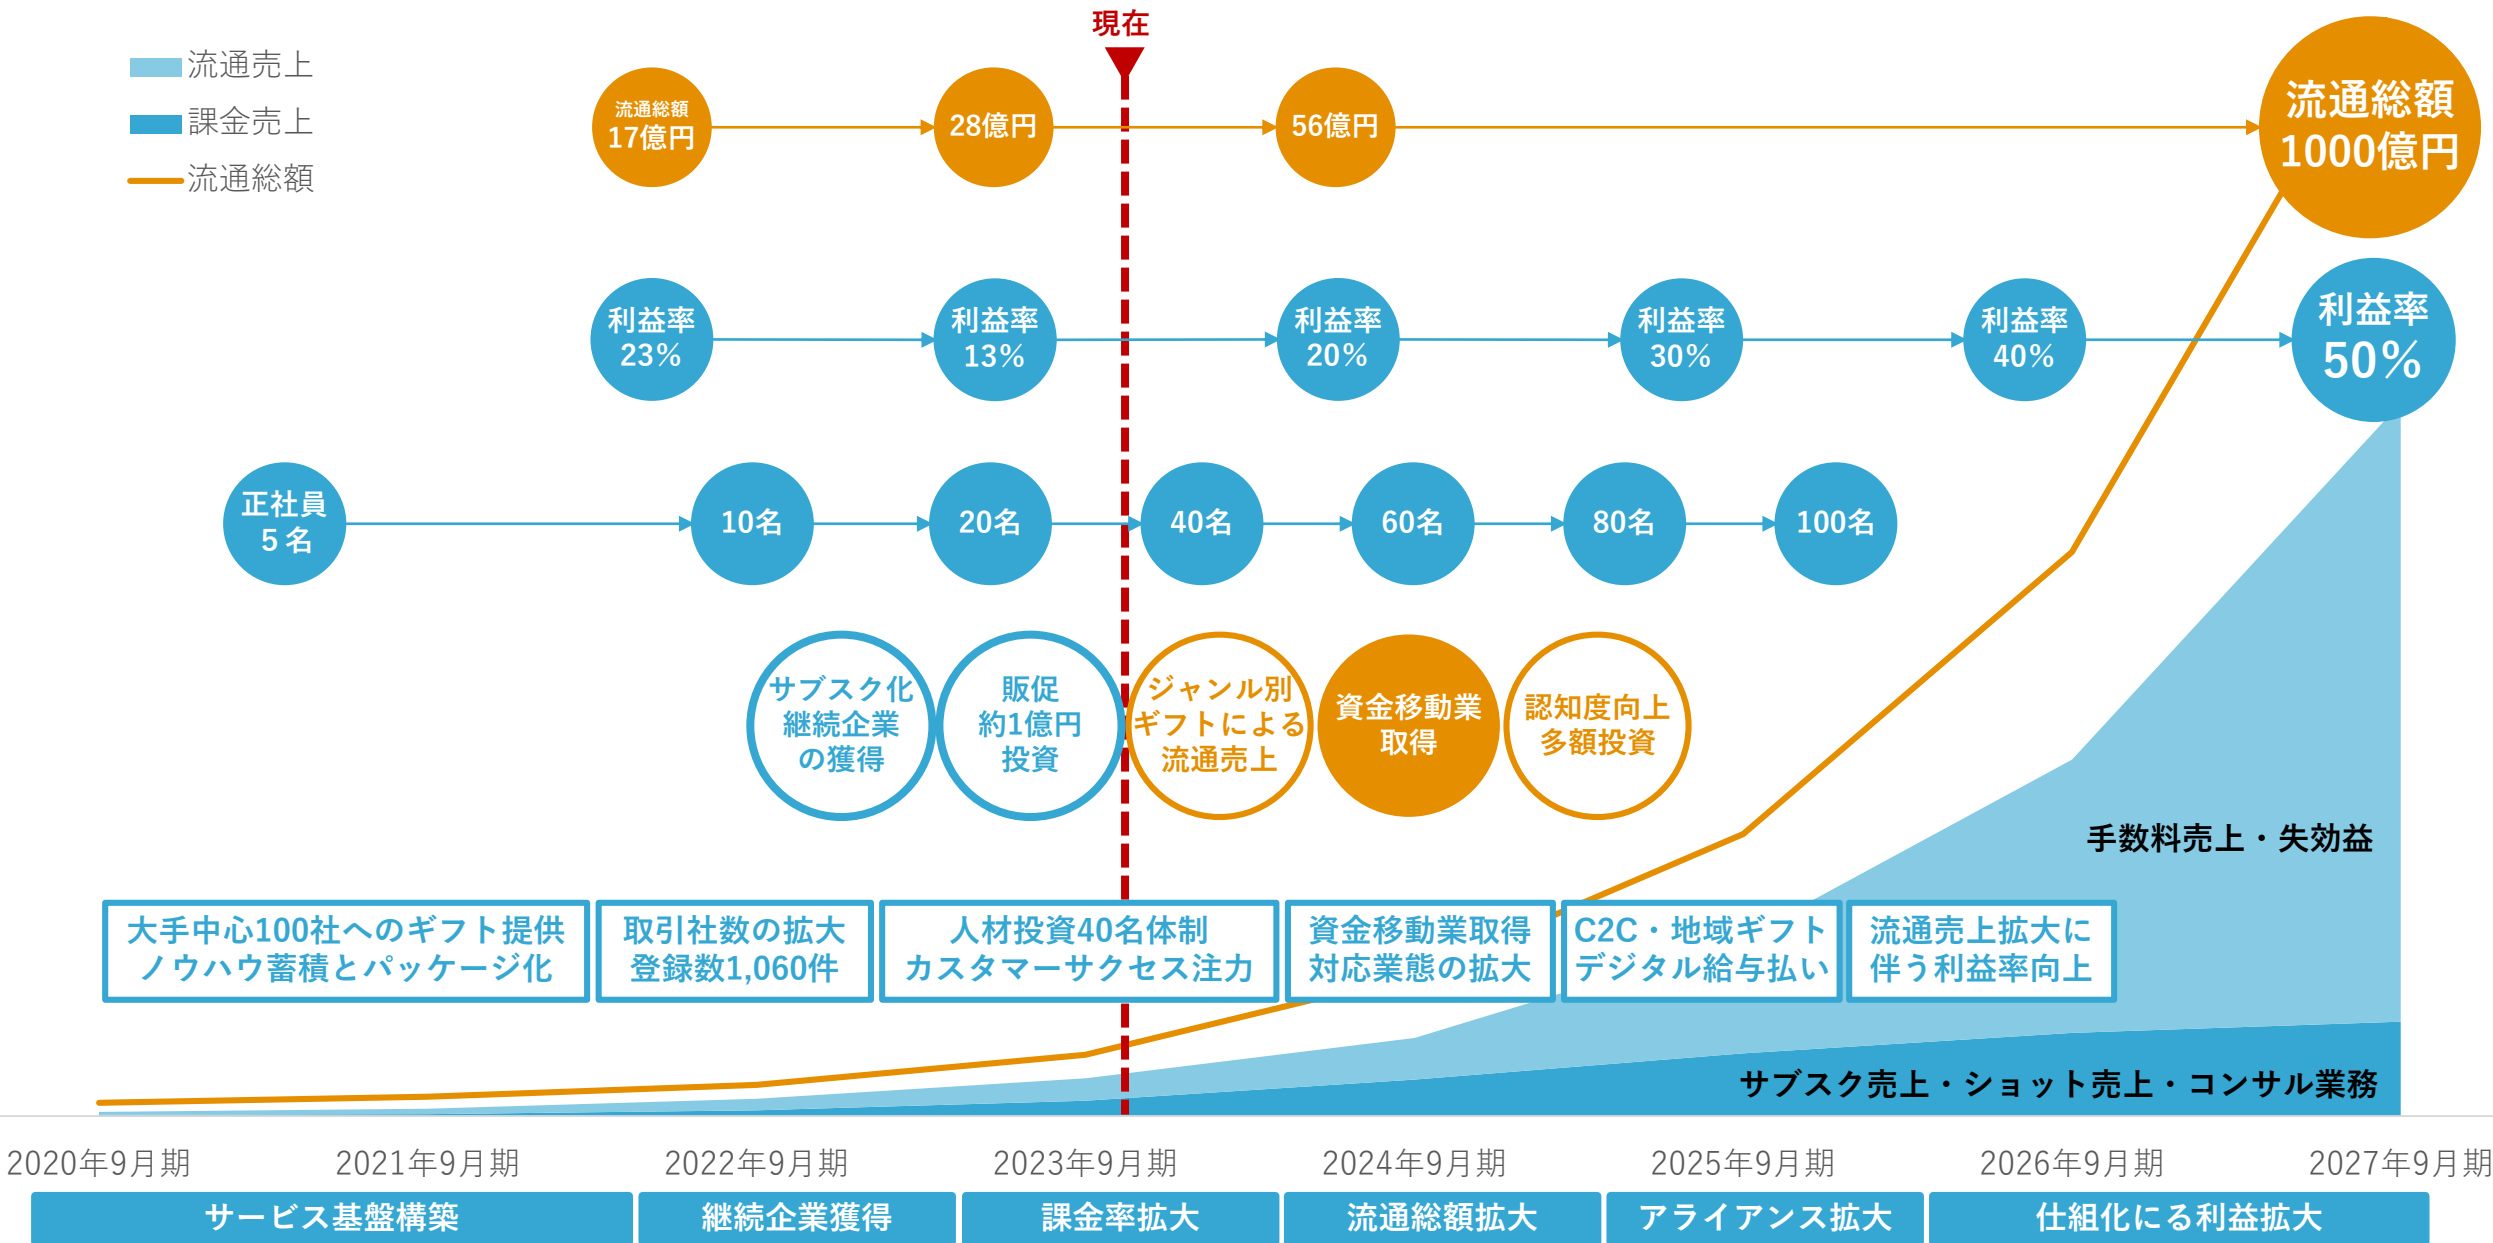 現在
流通売上
課金売上
流通総額
流通総額
17億円
28億円
56億円
流通総額
1000億円
利益率
23%
利益率
13%
利益率
20%
利益率
30%
利益率
40%
利益率
50%
正社員
5 名
10名
20名
40名
60名
80名
100名
サブスク化
継続企業
の獲得
販促
約1億円
投資
ジャンル別
ギフトによる
流通売上
資金移動業
取得
認知度向上
多額投資
手数料売上・失効益
大手中心100社へのギフト提供
ノウハウ蓄積とパッケージ化
取引社数の拡大
登録数1,060件
人材投資40名体制
カスタマーサクセス注力
資金移動業取得
対応業態の拡大
C2C・地域ギフト
デジタル給与払い
流通売上拡大に
伴う利益率向上
サブスク売上・ショット売上・コンサル業務
2020年9月期
2021年9月期
2022年9月期
2023年9月期
2024年9月期
2025年9月期
2026年9月期
2027年9月期
サービス基盤構築
継続企業獲得
課金率拡大
流通総額拡大
アライアンス拡大
仕組化にる利益拡大